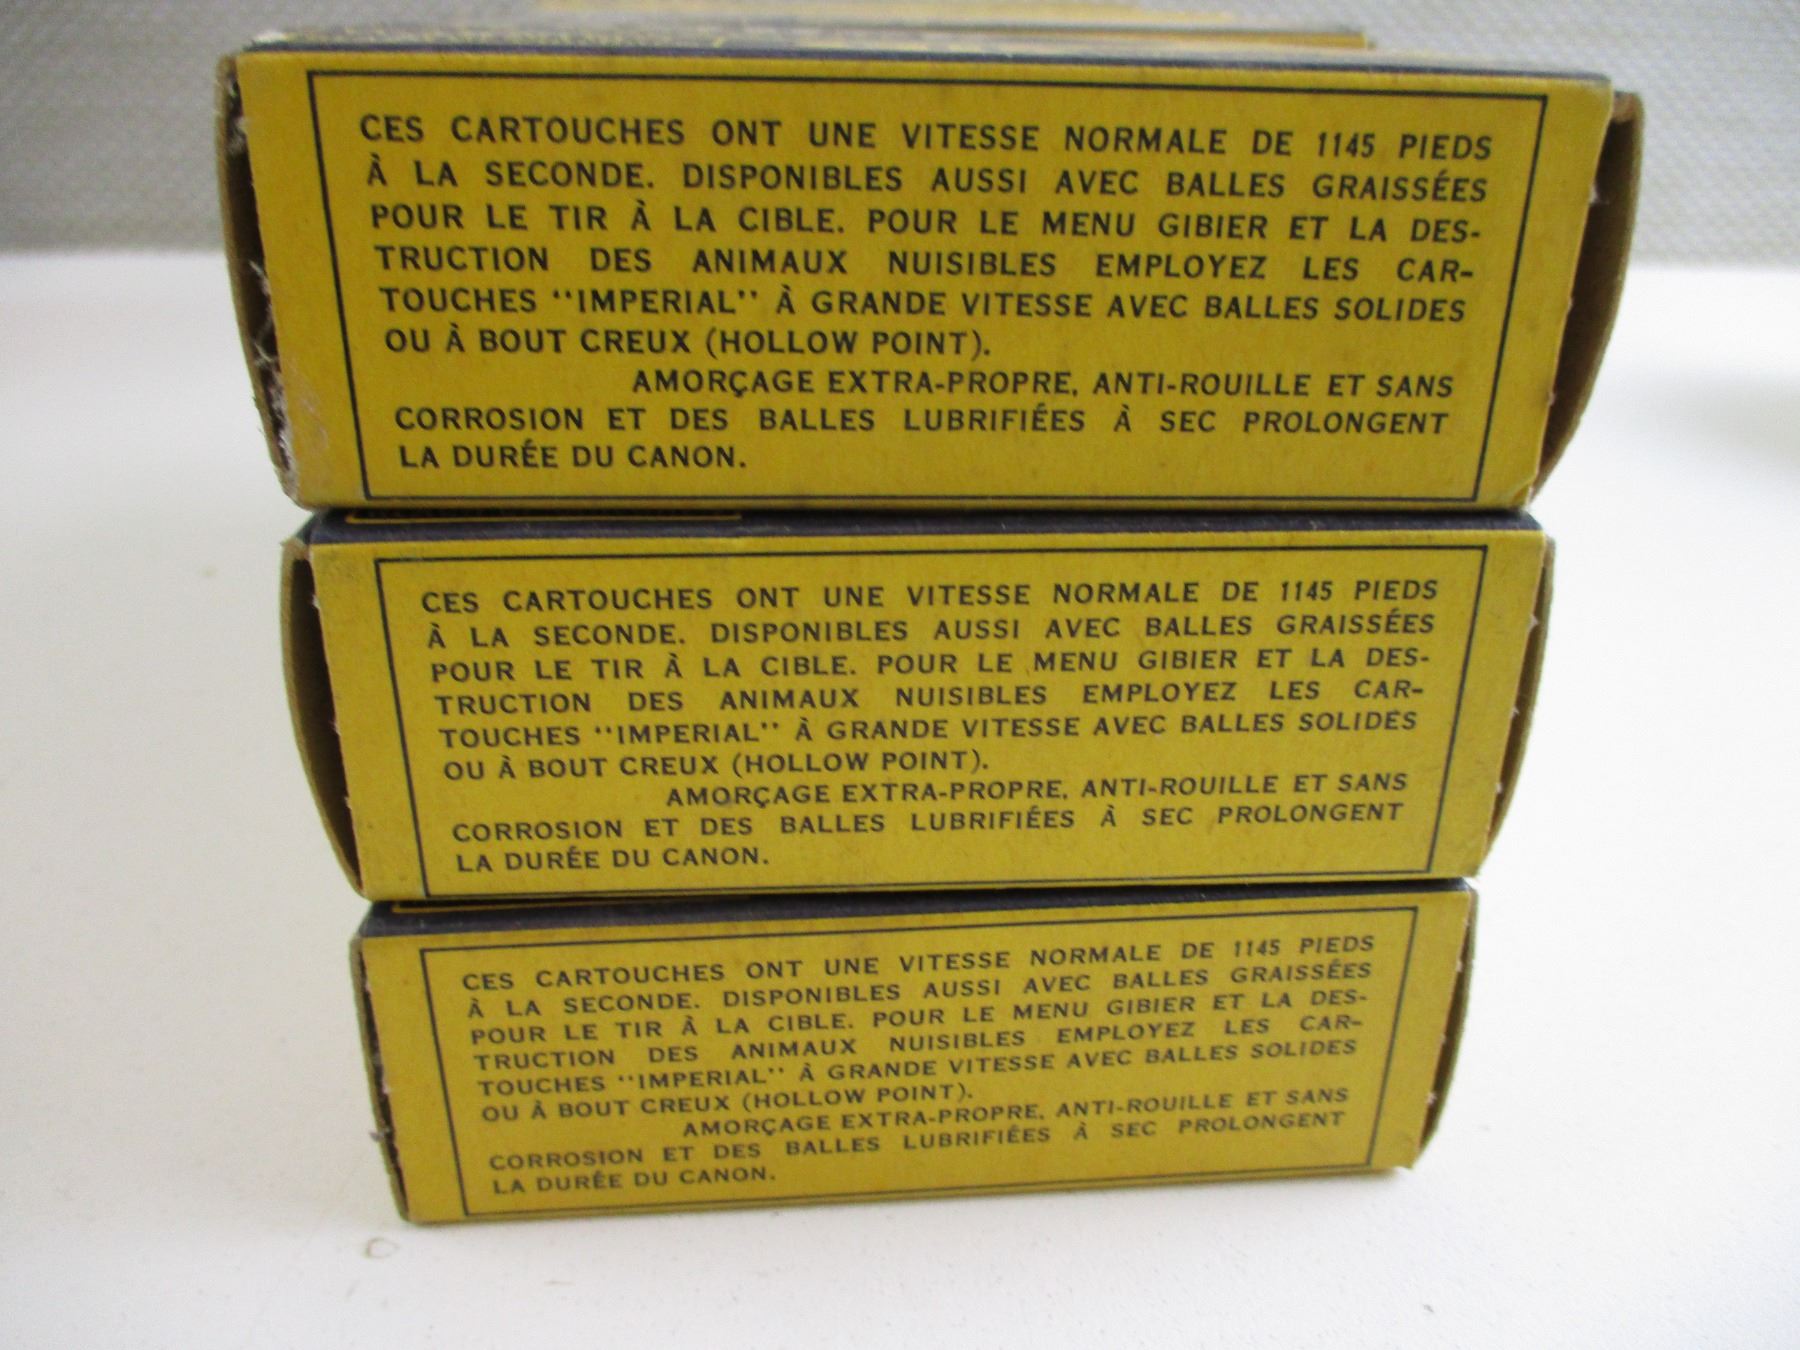 CES CARTOUCHES ONT UNE VITESSE NORMALE DE 1145 PIEDS
À LA SECONDE. DISPONIBLES AUSSI AVEC BALLES GRAISSÉES
POUR LE TIR À LA CIBLE. POUR LE MENU GIBIER ET LA DES-
TRUCTION DES ANIMAUX NUISIBLES EMPLOYEZ LES CAR-
TOUCHES "IMPERIAL" À GRANDE VITESSE AVEC BALLES SOLIDES
OU À BOUT CREUX (HOLLOW POINT).
AMORÇAGE EXTRA-PROPRE, ANTI-ROUILLE ET SANS
CORROSION ET DES BALLES LUBRIFIÉES À SEC PROLONGENT
LA DURÉE DU CANON.
CES CARTOUCHES ONT UNE VITESSE NORMALE DE 1145 PIEDS
À LA SECONDE. DISPONIBLES AUSSI AVEC BALLES GRAISSÉES
POUR LE TIR À LA CIBLE. POUR LE MENU GIBIER ET LA DES-
TRUCTION DES ANIMAUX NUISIBLES EMPLOYEZ LES CAR-
TOUCHES "IMPERIAL" À GRANDE VITESSE AVEC BALLES SOLIDES
OU À BOUT CREUX (HOLLOW POINT).
AMORÇAGE EXTRA-PROPRE, ANTI-ROUILLE ET SANS
CORROSION ET DES BALLES LUBRIFIÉES À SEC PROLONGENT
LA DURÉE DU CANON.
CES CARTOUCHES ONT UNE VITESSE NORMALE DE 1145 PIEDS
À LA SECONDE. DISPONIBLES AUSSI AVEC BALLES GRAISSÉES
POUR LE TIR À LA CIBLE. POUR LE MENU GIBIER ET LA DES-
TRUCTION DES ANIMAUX NUISIBLES EMPLOYEZ LES CAR-
TOUCHES "IMPERIAL" À GRANDE VITESSE AVEC BALLES SOLIDES
OU À BOUT CREUX (HOLLOW POINT).
AMORÇAGE EXTRA-PROPRE, ANTI-ROUILLE ET SANS
CORROSION ET DES BALLES LUBRIFIÉES À SEC PROLONGENT
LA DURÉE DU CANON.